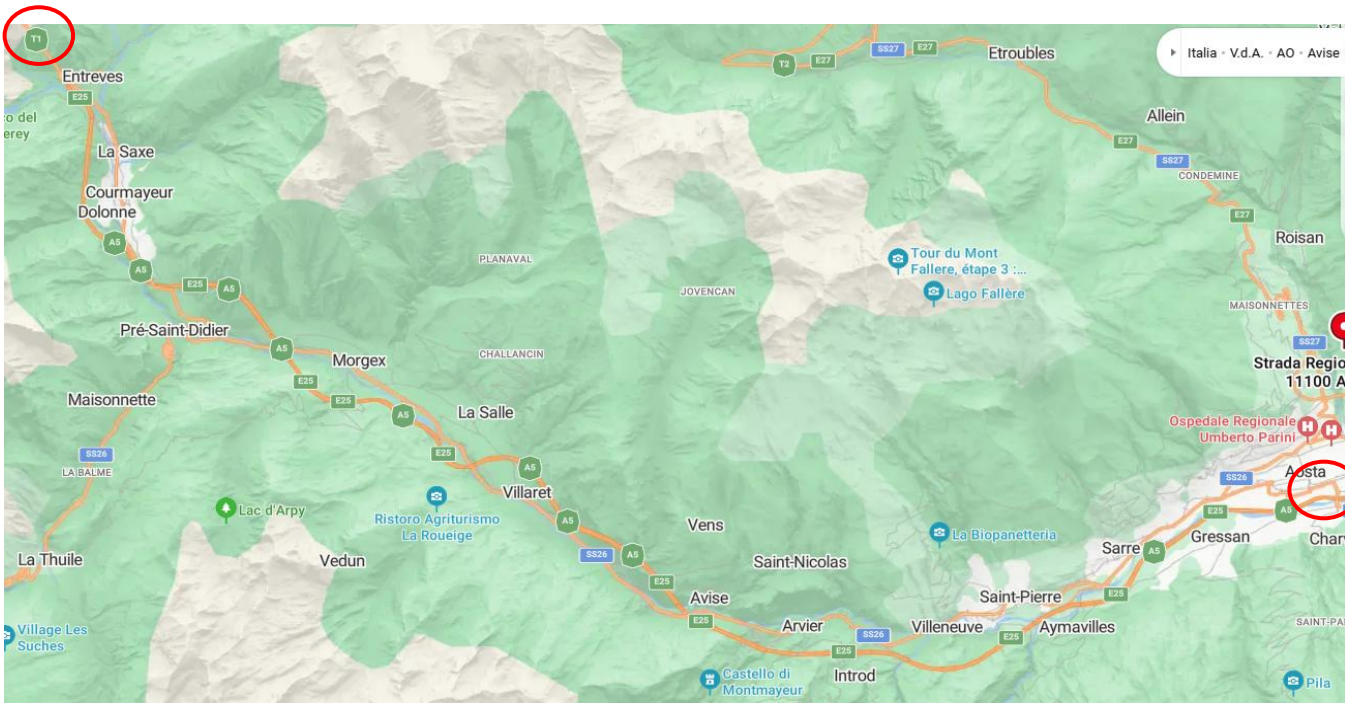 T1
Entreves
E25
La Saxe
Courmayeur
Dolonne
A5
A5
E25
A5
Pré-Saint-Didier
A5
Morgex
E25
E25
A5
Maisonnette
La Salle
SS26
LA BALME
E25
A5
Villaret
Lac d'Arpy
Ristoro Agriturismo
La Roueige
La Thuile
Vedun
A5
SS26
A5
E25
Avise
E25
Village Les
Suches
PLANAVAL
CHALLANCIN
JOVENCAN
Vens
Saint-Nicolas
Arvier
SS26
E25
Introd
Castello di
Montmayeur
Villeneuve
E25
Saint-Pierre
Aymavilles
E25
Sarre
A5
La Biopanetteria
T2
E27
SS27
E27
Etroubles
Italia • V.d.A. • AO • Avise
Allein
E27
SS27
CONDEMINE
E27
Roisan
MAISONNETTES
SS27
Tour du Mont
Fallere, étape 3 :...
Lago Fallère
Strada Regio
11100 A
Ospedale Regionale
Umberto Parini
H
H
Aosta
SS26
E25
A5
Gressan
Char
SAINT-PA
Pila
o del
erey